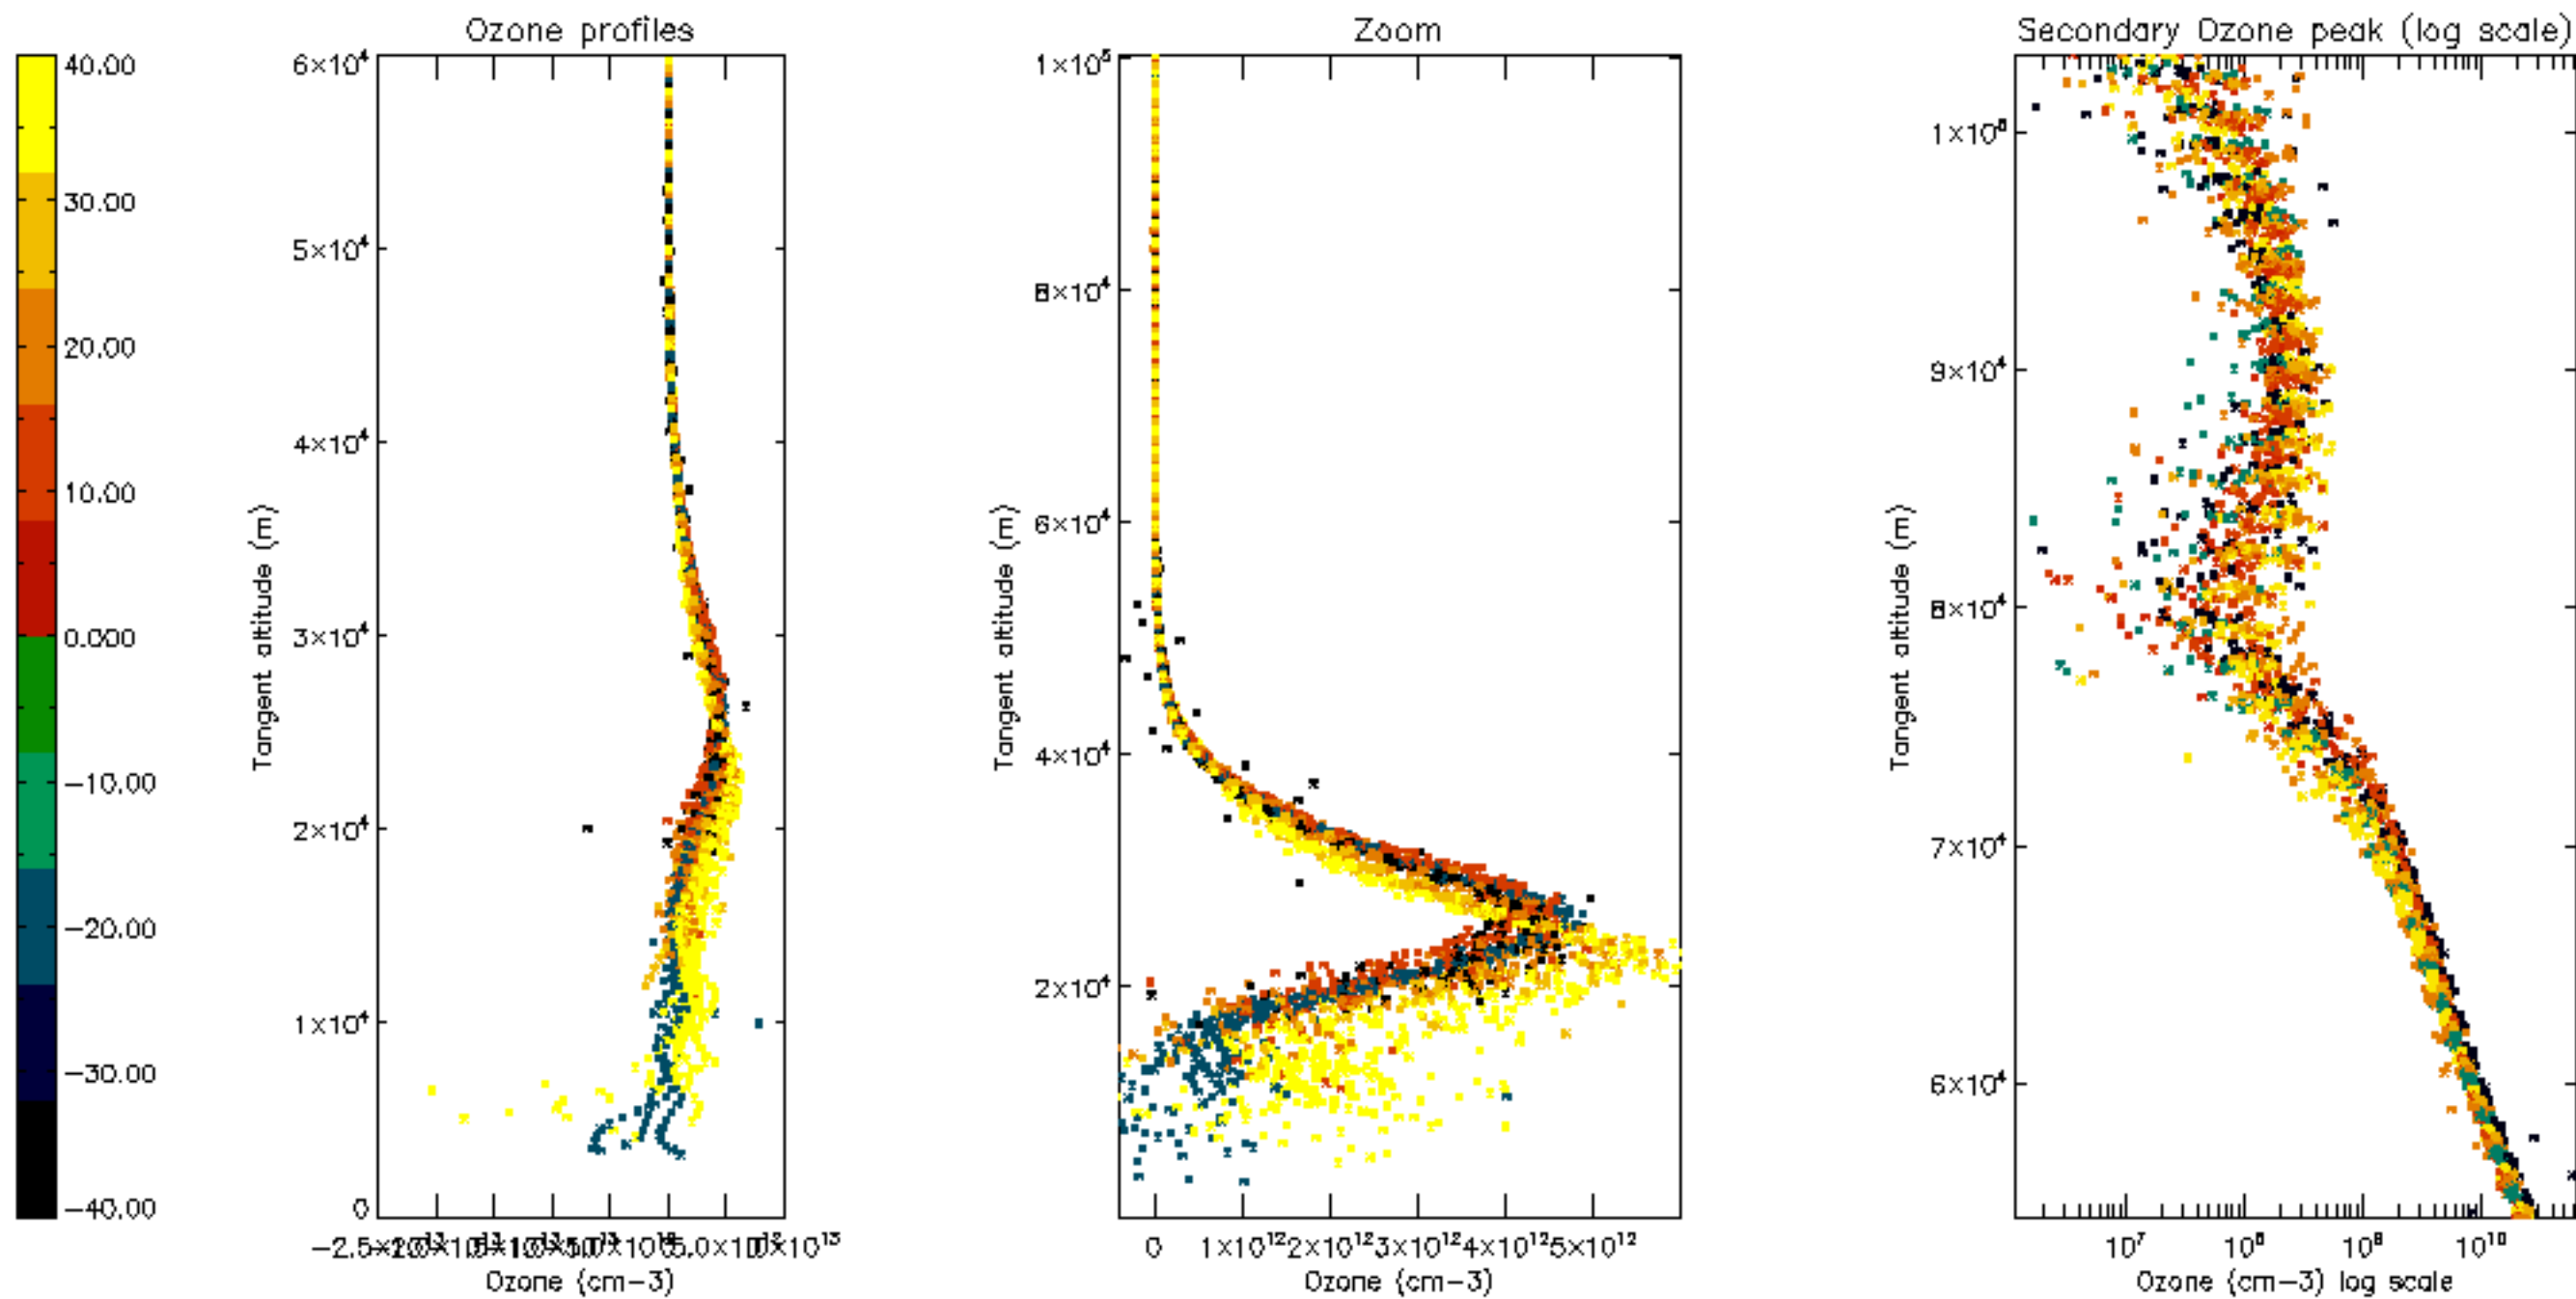 Ozone profiles
Zoom
Secondary Ozone peak (log scale)
40.00
30.00
20.00
10.00
0.000
-10.00
-20.00
-30.00
-40.00
Tangent altitude (m)
6×10⁴
5×10⁴
4×10⁴
3×10⁴
2×10⁴
1×10⁴
0
Ozone (cm-3)
Tangent altitude (m)
1×10⁵
8×10⁴
6×10⁴
4×10⁴
2×10⁴
0 1×10¹² 2×10¹² 3×10¹² 4×10¹² 5×10¹²
Ozone (cm-3)
Tangent altitude (m)
1×10⁵
9×10⁴
8×10⁴
7×10⁴
6×10⁴
10⁷ 10⁸ 10⁹ 10¹⁰
Ozone (cm-3) log scale